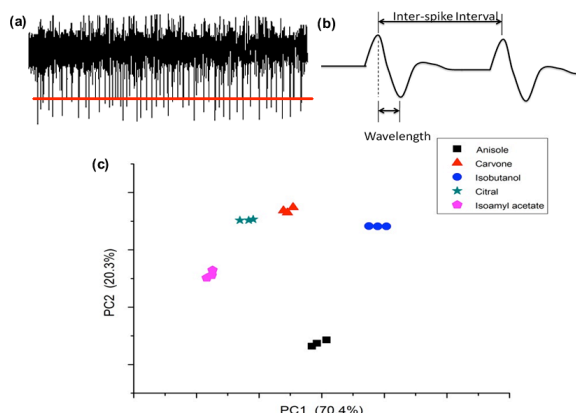 (a)
(b)
Inter-spike Interval
Wavelength
(c)
Anisole
Carvone
Isobutanol
Citral
Isoamyl acetate
PC2 (20.3%)
PC1 (70.4%)